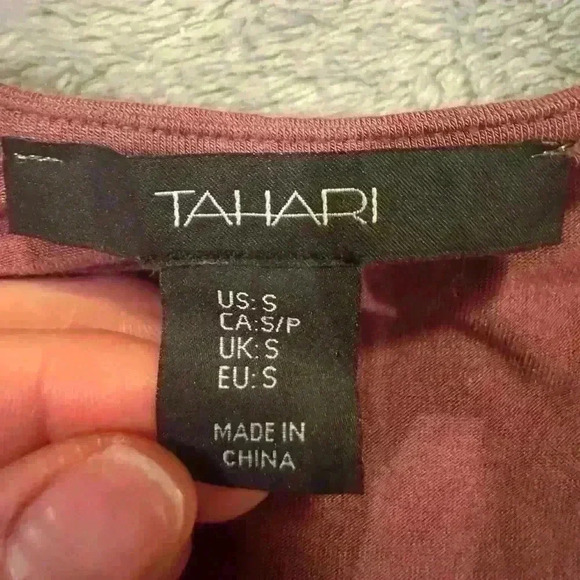 TAHARI
US: S
CA:S/P
UK: S
EU: S
MADE IN
CHINA